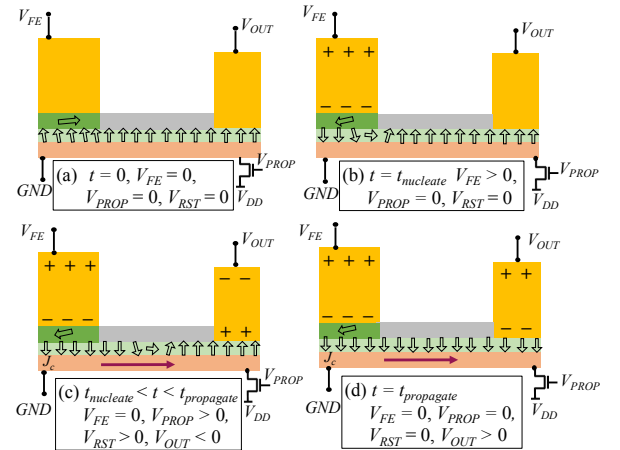 V_FE
V_OUT
+ + +
− − −
GND
V_PROP
V_DD
(a) t = 0, V_FE = 0,
V_PROP = 0, V_RST = 0
V_FE
V_OUT
+ + +
− − −
GND
V_PROP
V_DD
(b) t = t_nucleate V_FE > 0,
V_PROP = 0, V_RST = 0
V_FE
V_OUT
+ + +
− −
− − −
+ +
J_c
GND
V_PROP
V_DD
(c) t_nucleate < t < t_propagate
V_FE = 0, V_PROP > 0,
V_RST > 0, V_OUT < 0
V_FE
V_OUT
+ + +
+ +
− − −
− −
J_c
GND
V_PROP
V_DD
(d) t = t_propagate
V_FE = 0, V_PROP = 0,
V_RST = 0, V_OUT > 0